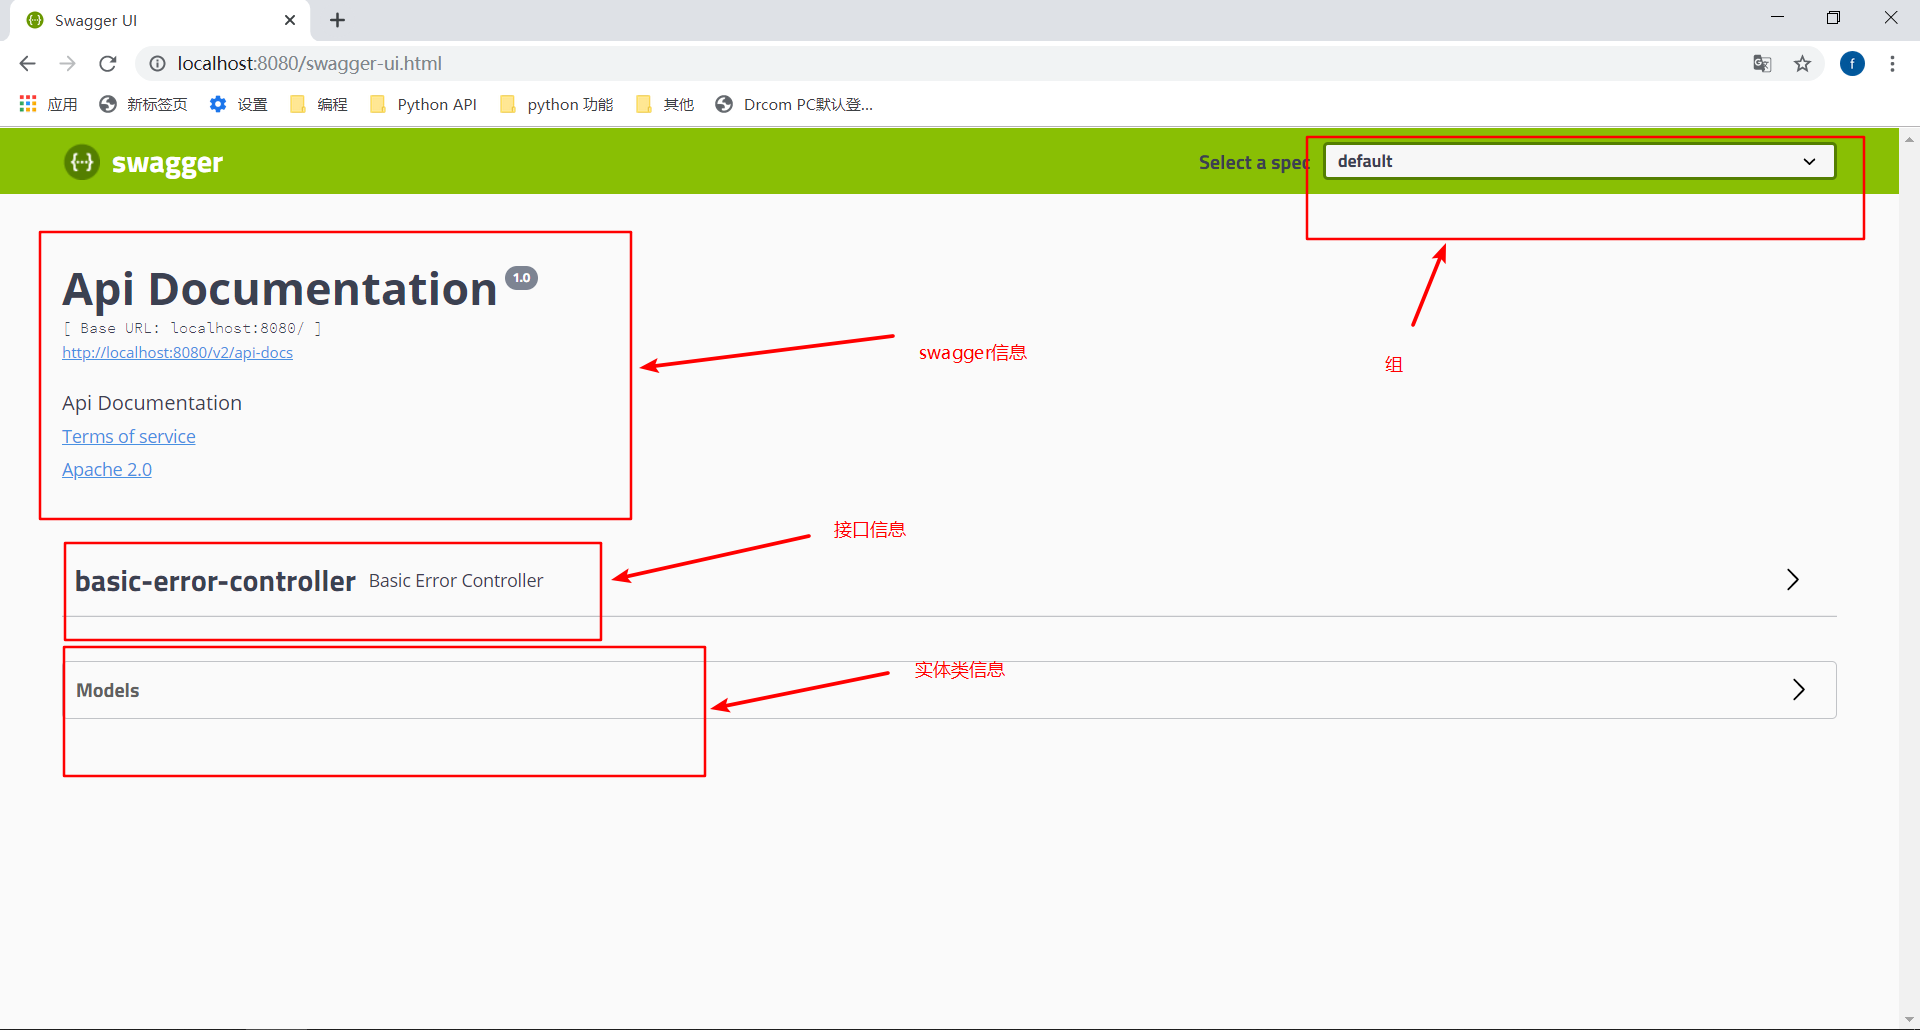 Swagger UI
localhost:8080/swagger-ui.html
f
应用 新标签页 设置 编程 Python API python 功能 其他 Drcom PC默认登...
{···} swagger
Select a spec default
Api Documentation 1.0
[ Base URL: localhost:8080/ ]
http://localhost:8080/v2/api-docs
swagger信息
组
Api Documentation
Terms of service
Apache 2.0
接口信息
basic-error-controller Basic Error Controller
实体类信息
Models